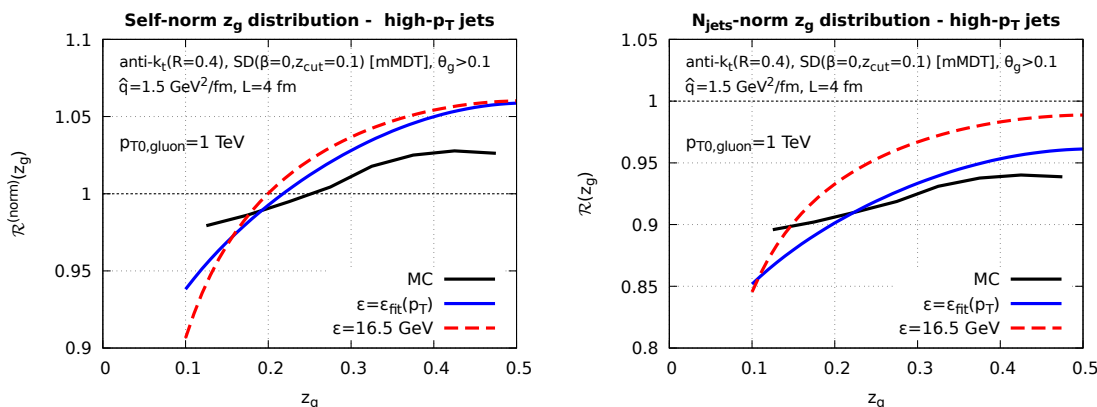 Self-norm z_g distribution - high-p_T jets
1.1
1.05
1
0.95
0.9
0
0.1
0.2
0.3
0.4
0.5
R^(norm)(z_g)
z_g
anti-k_t(R=0.4), SD(β=0,z_cut=0.1) [mMDT], θ_g>0.1
q̂=1.5 GeV²/fm, L=4 fm
p_T0,gluon=1 TeV
MC
ε=ε_fit(p_T)
ε=16.5 GeV
N_jets-norm z_g distribution - high-p_T jets
1.05
1
0.95
0.9
0.85
0.8
0
0.1
0.2
0.3
0.4
0.5
R(z_g)
z_g
anti-k_t(R=0.4), SD(β=0,z_cut=0.1) [mMDT], θ_g>0.1
q̂=1.5 GeV²/fm, L=4 fm
p_T0,gluon=1 TeV
MC
ε=ε_fit(p_T)
ε=16.5 GeV